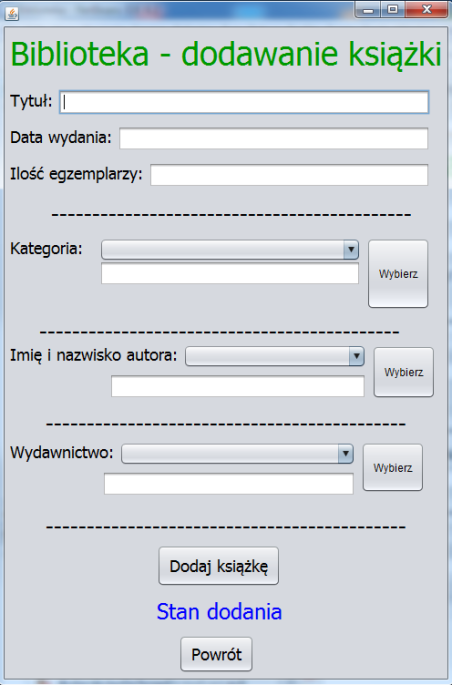 Biblioteka - dodawanie książki
Tytuł:
Data wydania:
Ilość egzemplarzy:
--------------------------------------------
Kategoria:
Wybierz
--------------------------------------------
Imię i nazwisko autora:
Wybierz
--------------------------------------------
Wydawnictwo:
Wybierz
--------------------------------------------
Dodaj książkę
Stan dodania
Powrót